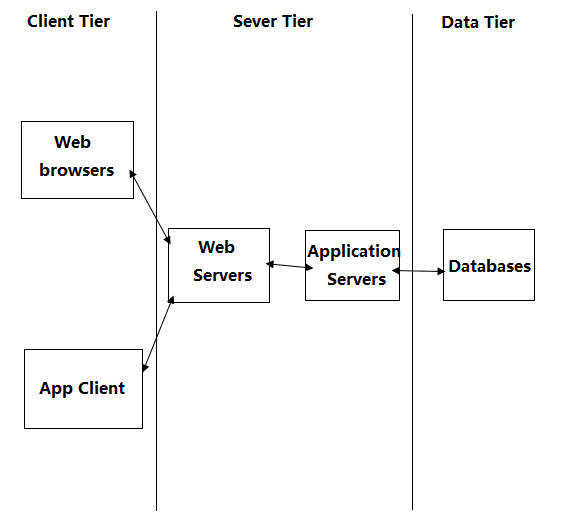 Client Tier
Sever Tier
Data Tier
Web
browsers
Web
Servers
Application
Servers
Databases
App Client